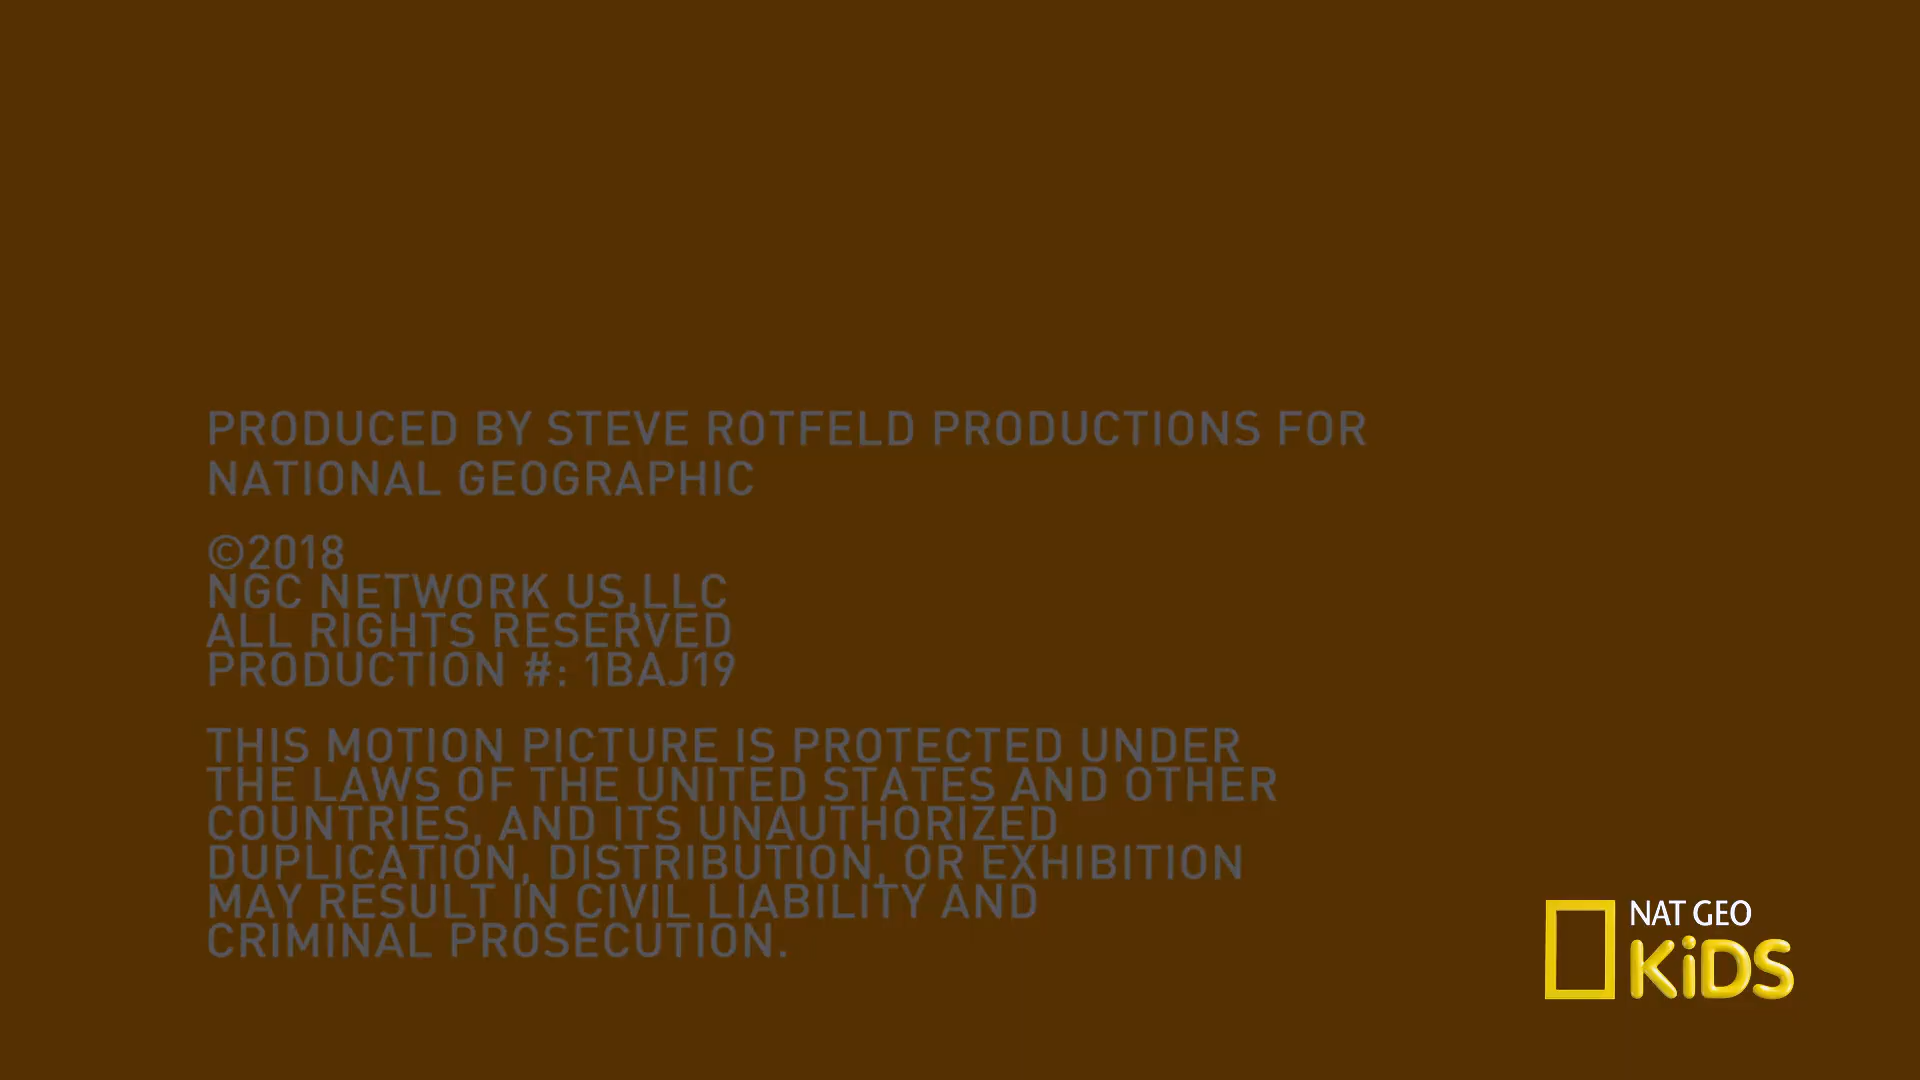 PRODUCED BY STEVE ROTFELD PRODUCTIONS FOR
NATIONAL GEOGRAPHIC
©2018
NGC NETWORK US,LLC
ALL RIGHTS RESERVED
PRODUCTION #: 1BAJ19
THIS MOTION PICTURE IS PROTECTED UNDER
THE LAWS OF THE UNITED STATES AND OTHER
COUNTRIES, AND ITS UNAUTHORIZED
DUPLICATION, DISTRIBUTION, OR EXHIBITION
MAY RESULT IN CIVIL LIABILITY AND
CRIMINAL PROSECUTION.
NAT GEO
KiDS